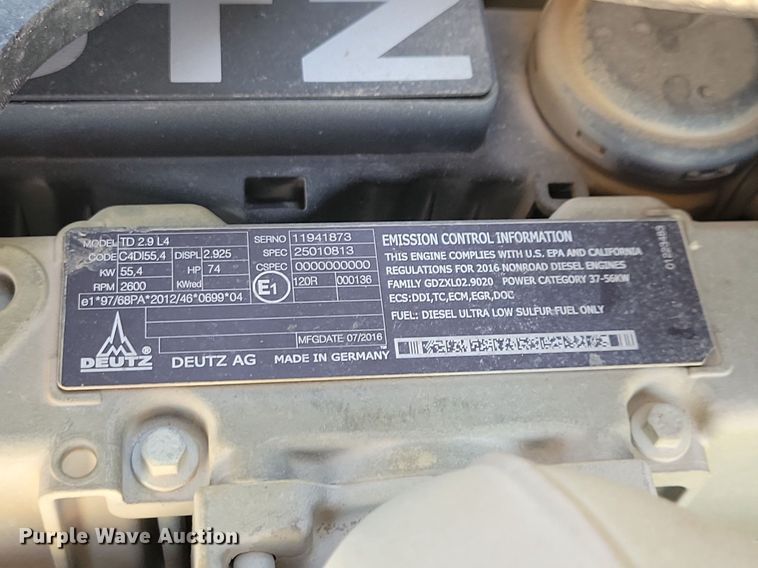 UTZ
MODEL TD 2.9 L4 SERNO 11941873
CODE C4DI55,4 DISPL 2.925 SPEC 25010813
KW 55,4 HP 74 CSPEC 0000000000
RPM 2600 KWred E1 120R 000136
e1*97/68PA*2012/46*0699*04
MFGDATE 07/2016
DEUTZ® DEUTZ AG MADE IN GERMANY
EMISSION CONTROL INFORMATION
THIS ENGINE COMPLIES WITH U.S. EPA AND CALIFORNIA
REGULATIONS FOR 2016 NONROAD DIESEL ENGINES
FAMILY GDZXL02.9020 POWER CATEGORY 37-56KW
ECS:DDI,TC,ECM,EGR,DOC
FUEL: DIESEL ULTRA LOW SULFUR FUEL ONLY
Purple Wave Auction
www.purplewave.com